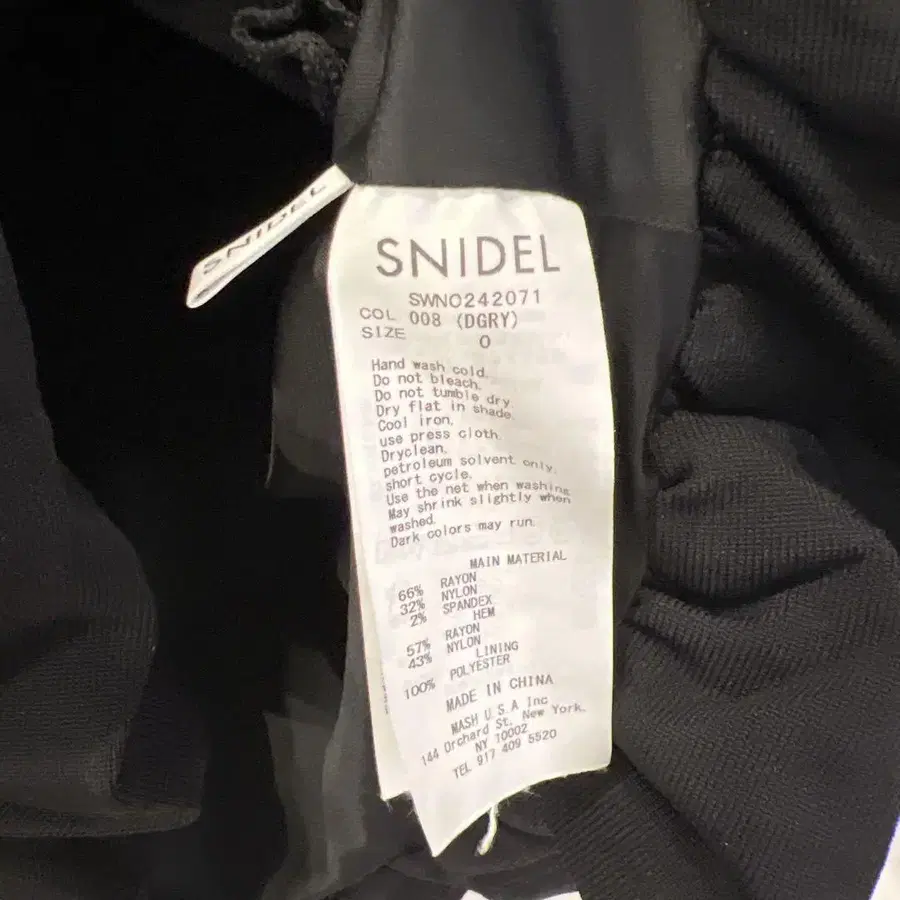 SNIDEL
SNIDEL
SWNO242071
COL 008 (DGRY)
SIZE 0
Hand wash cold.
Do not bleach.
Do not tumble dry.
Dry flat in shade.
Cool iron,
use press cloth.
Dryclean,
petroleum solvent only,
short cycle.
Use the net when washing
May shrink slightly when
washed.
Dark colors may run.
MAIN MATERIAL
66% RAYON
32% NYLON
2% SPANDEX
HEM
57% RAYON
43% NYLON
LINING
100% POLYESTER
MADE IN CHINA
MASH U.S.A Inc
144 Orchard St. New York.
NY 10002
TEL 917 409 5520